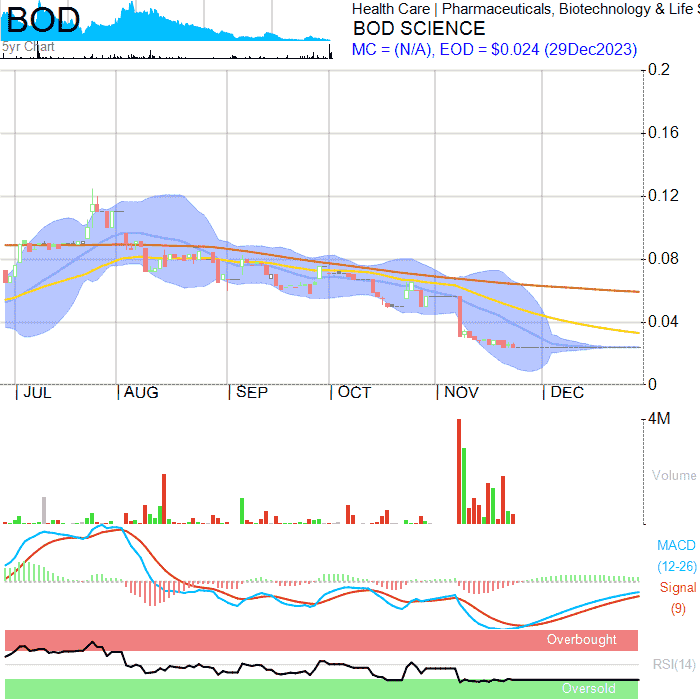 BOD
5yr Chart
Health Care | Pharmaceuticals, Biotechnology & Life S
BOD SCIENCE
MC = (N/A), EOD = $0.024 (29Dec2023)
0.2
0.16
0.12
0.08
0.04
0
| JUL | AUG | SEP | OCT | NOV | DEC
4M
Volume
MACD
(12-26)
Signal
(9)
Overbought
RSI(14)
Oversold